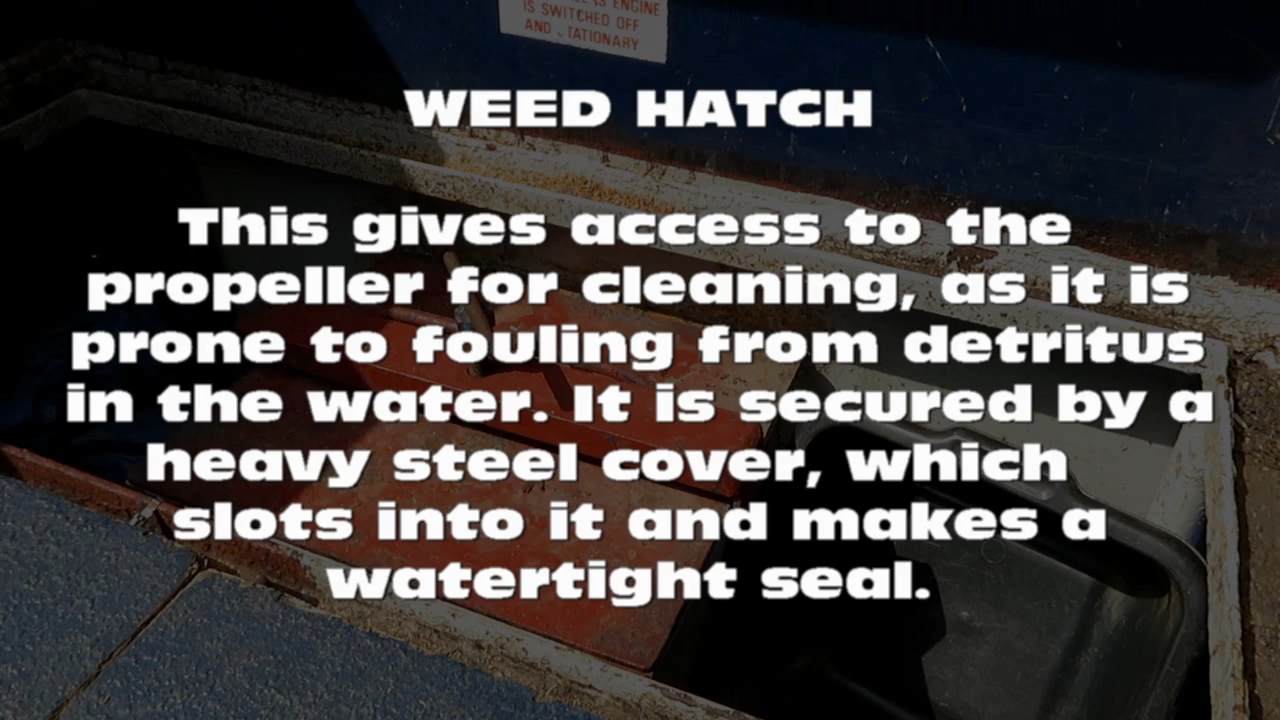 IS ENGINE
IS SWITCHED OFF
AND
WEED HATCH
This gives access to the
propeller for cleaning, as it is
prone to fouling from detritus
in the water. It is secured by a
heavy steel cover, which
slots into it and makes a
watertight seal.